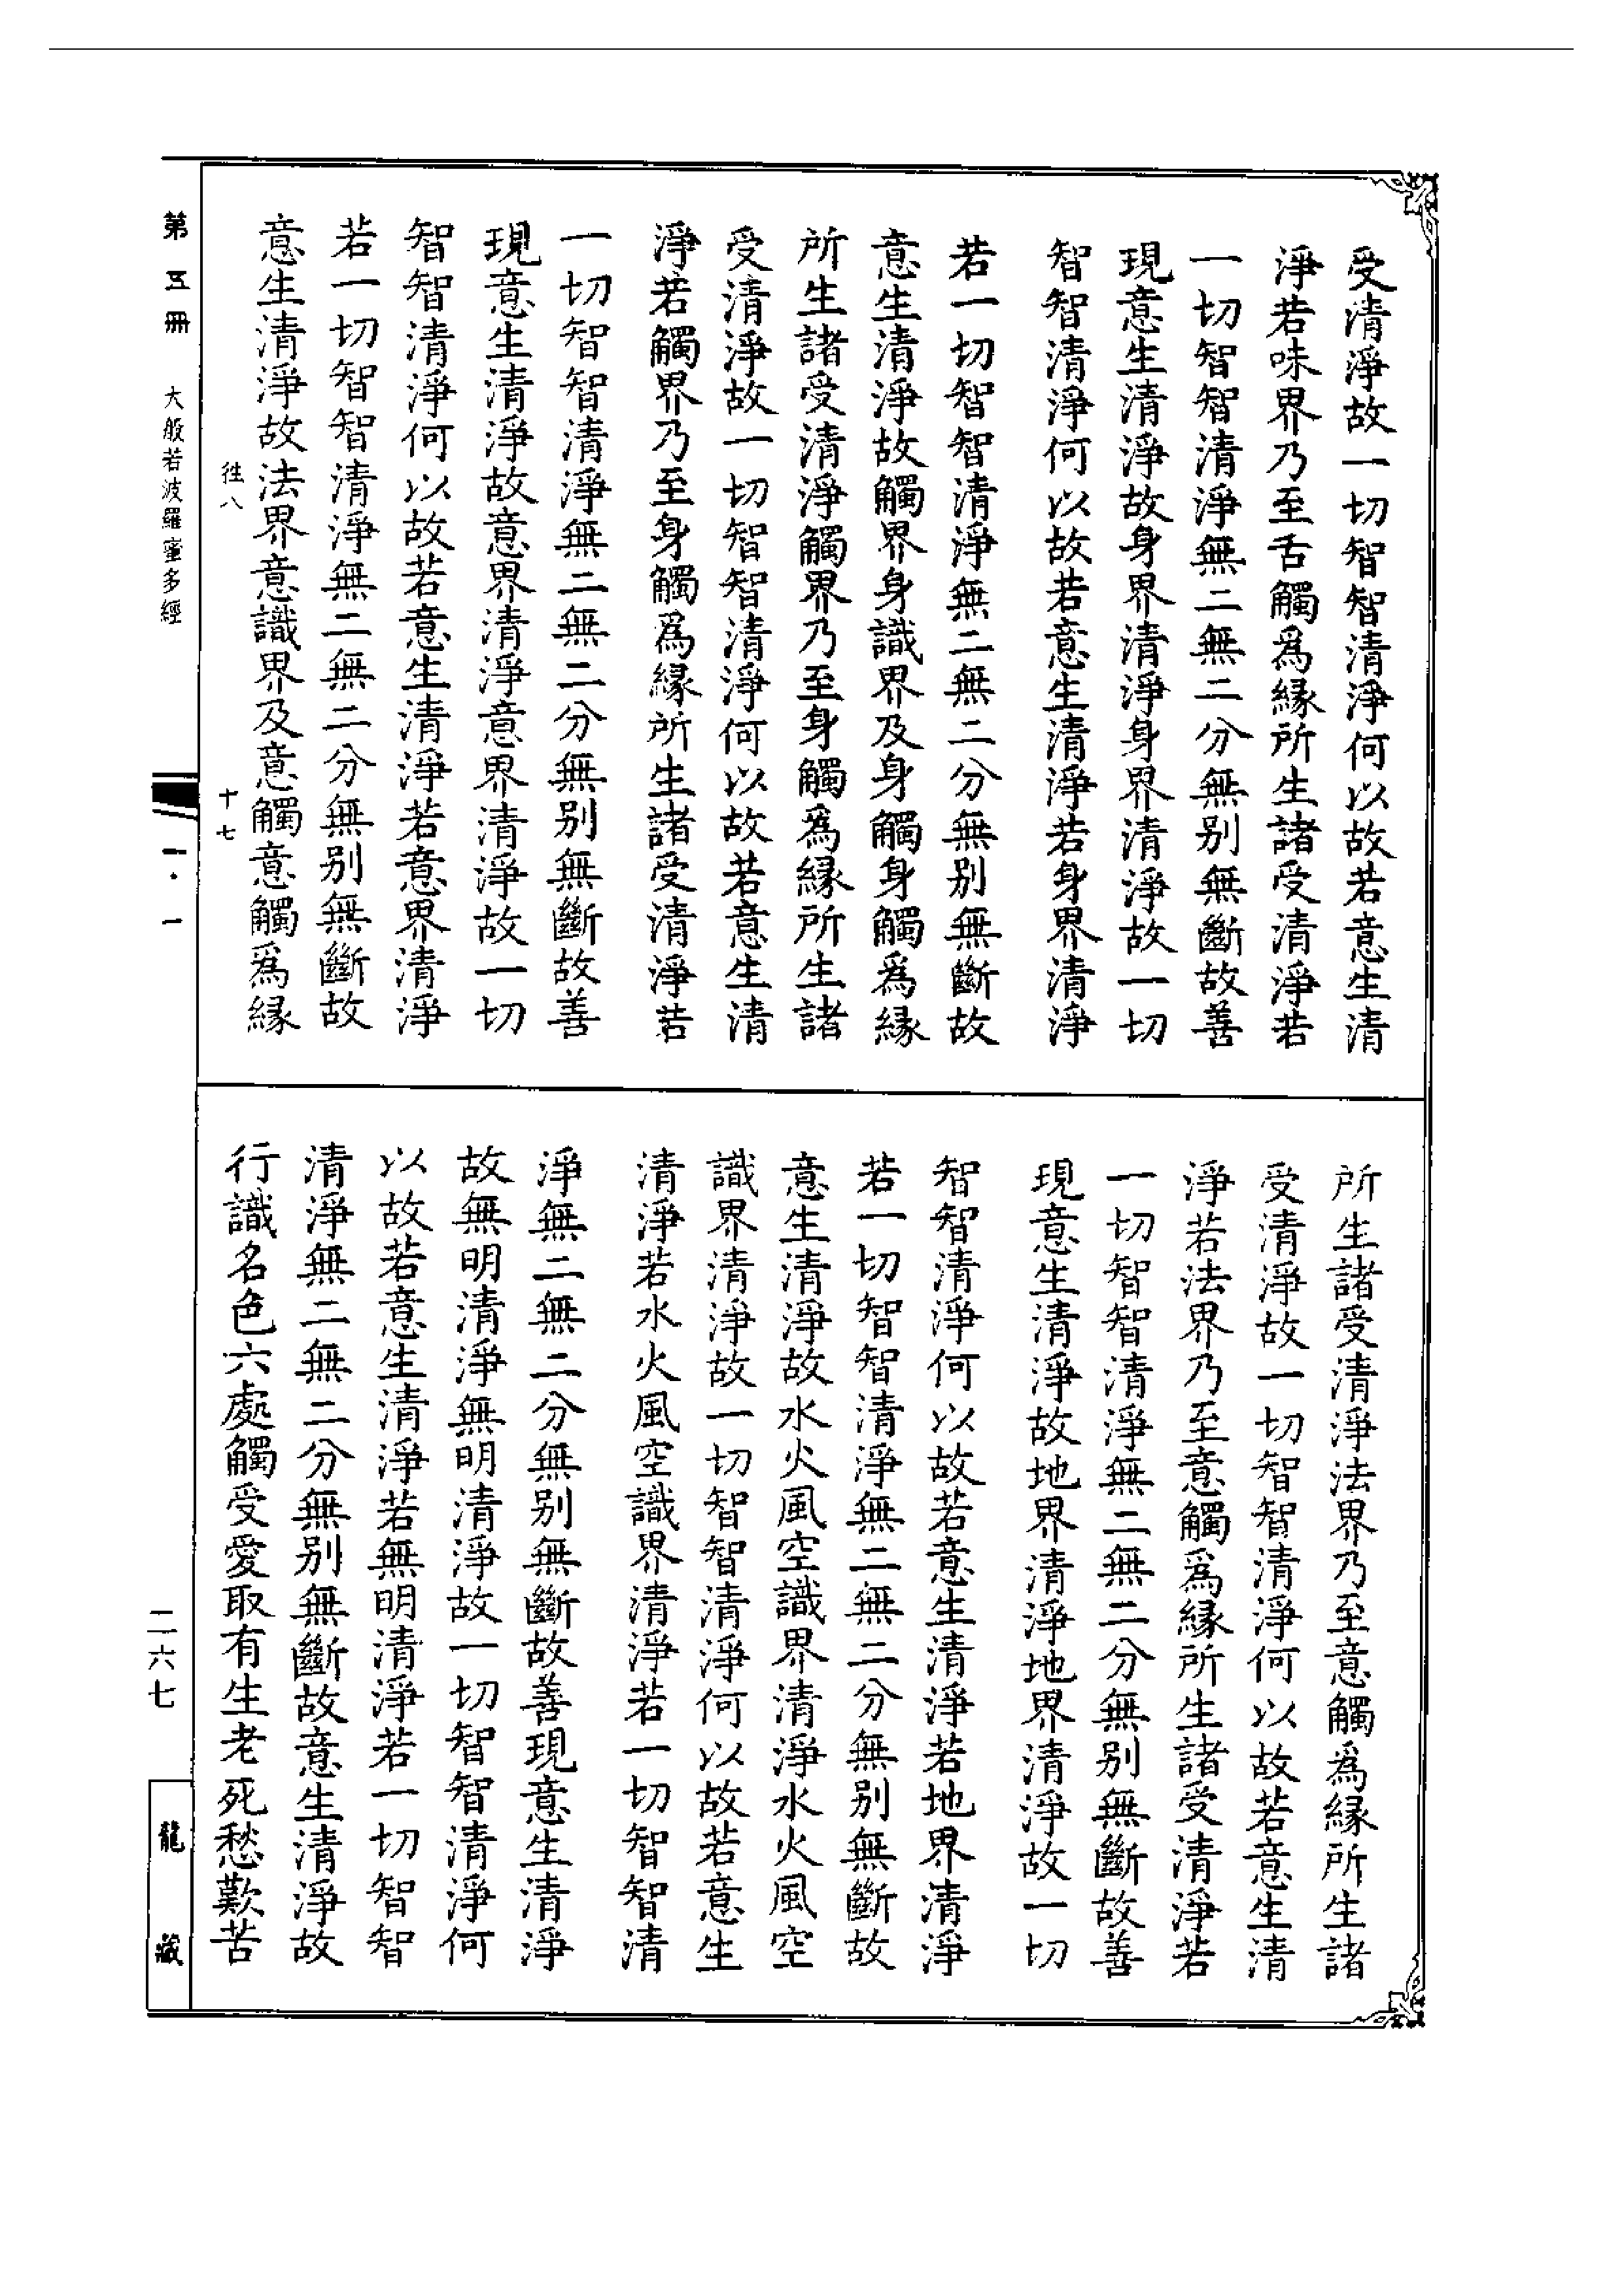 受清淨故一切智智清淨何以故若意生清
淨若味界乃至舌觸爲緣所生諸受清淨若
一切智智清淨無二無二分無别無斷故善
現意生清淨故身界清淨身界清淨故一切
智智清淨何以故若意生清淨若身界清淨
若一切智智清淨無二無二分無别無斷故
意生清淨故觸界身識界及身觸身觸爲緣
所生諸受清淨觸界乃至身觸爲緣所生諸
受清淨故一切智智清淨何以故若意生清
淨若觸界乃至身觸爲緣所生諸受清淨若
一切智智清淨無二無二分無别無斷故善
現意生清淨故意界清淨意界清淨故一切
智智清淨何以故若意生清淨若意界清淨
若一切智智清淨無二無二分無别無斷故
意生清淨故法界意識界及意觸意觸爲緣
徃八 十七
所生諸受清淨法界乃至意觸爲緣所生諸
受清淨故一切智智清淨何以故若意生清
淨若法界乃至意觸爲緣所生諸受清淨若
一切智智清淨無二無二分無别無斷故善
現意生清淨故地界清淨地界清淨故一切
智智清淨何以故若意生清淨若地界清淨
若一切智智清淨無二無二分無别無斷故
意生清淨故水火風空識界清淨水火風空
識界清淨故一切智智清淨何以故若意生
清淨若水火風空識界清淨若一切智智清
淨無二無二分無别無斷故善現意生清淨
故無明清淨無明清淨故一切智智清淨何
以故若意生清淨若無明清淨若一切智智
清淨無二無二分無别無斷故意生清淨故
行識名色六處觸受愛取有生老死愁歎苦
第五冊 大般若波羅蜜多經 一·一 二六七 龍藏